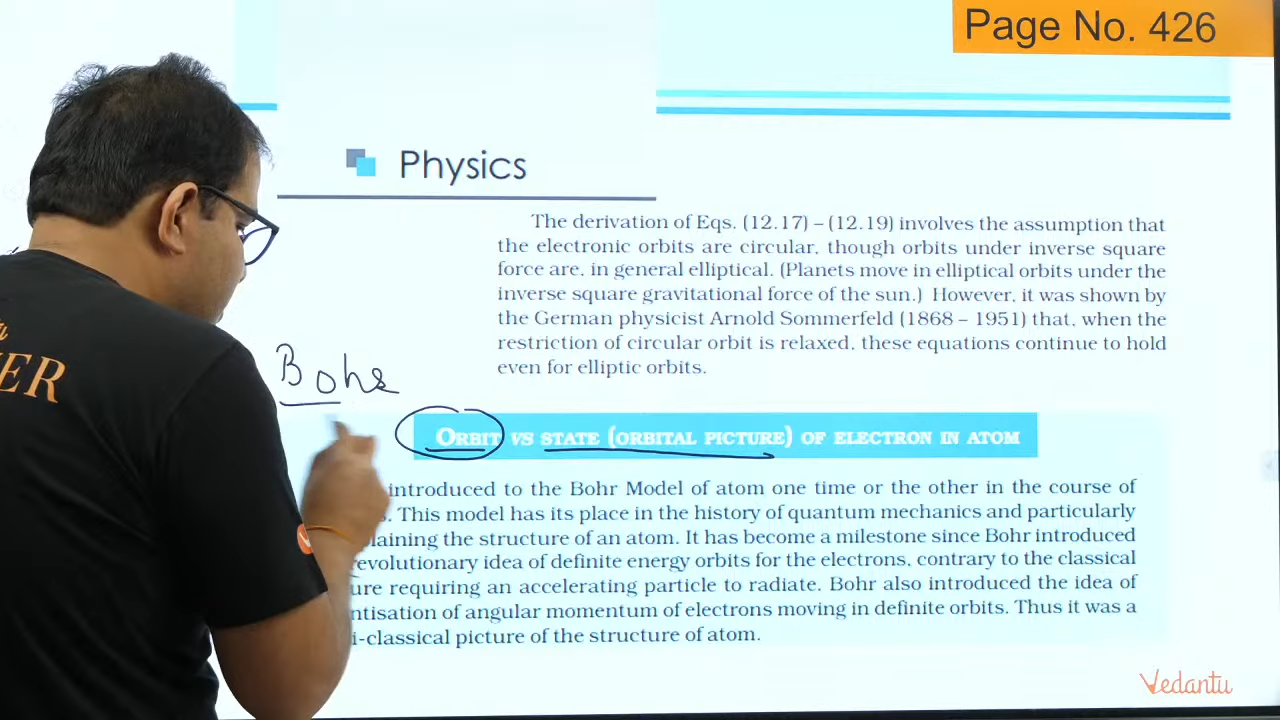 Page No. 426
Physics
The derivation of Eqs. (12.17) – (12.19) involves the assumption that
the electronic orbits are circular, though orbits under inverse square
force are, in general elliptical. (Planets move in elliptical orbits under the
inverse square gravitational force of the sun.) However, it was shown by
the German physicist Arnold Sommerfeld (1868 – 1951) that, when the
restriction of circular orbit is relaxed, these equations continue to hold
even for elliptic orbits.
Bohr
ORBIT VS STATE (ORBITAL PICTURE) OF ELECTRON IN ATOM
introduced to the Bohr Model of atom one time or the other in the course of
s. This model has its place in the history of quantum mechanics and particularly
laining the structure of an atom. It has become a milestone since Bohr introduced
evolutionary idea of definite energy orbits for the electrons, contrary to the classical
ure requiring an accelerating particle to radiate. Bohr also introduced the idea of
ntisation of angular momentum of electrons moving in definite orbits. Thus it was a
i-classical picture of the structure of atom.
ER
Vedantu